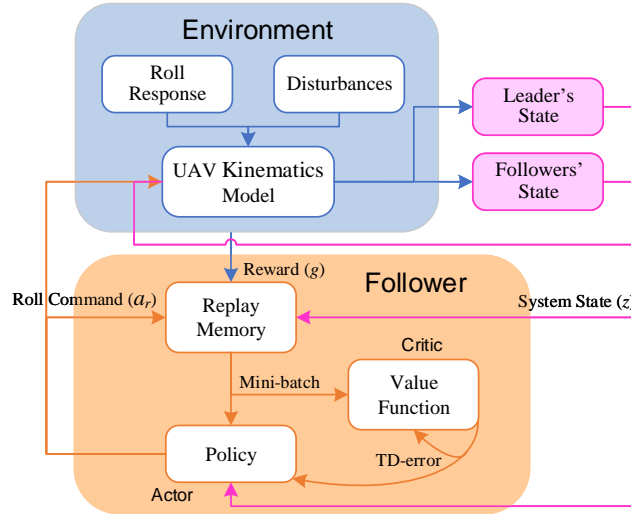 Environment
Roll
Response
Disturbances
Leader's
State
UAV Kinematics
Model
Followers'
State
Reward (g)
Follower
Roll Command (aᵣ)
Replay
Memory
System State (z)
Critic
Mini-batch
Value
Function
Policy
TD-error
Actor